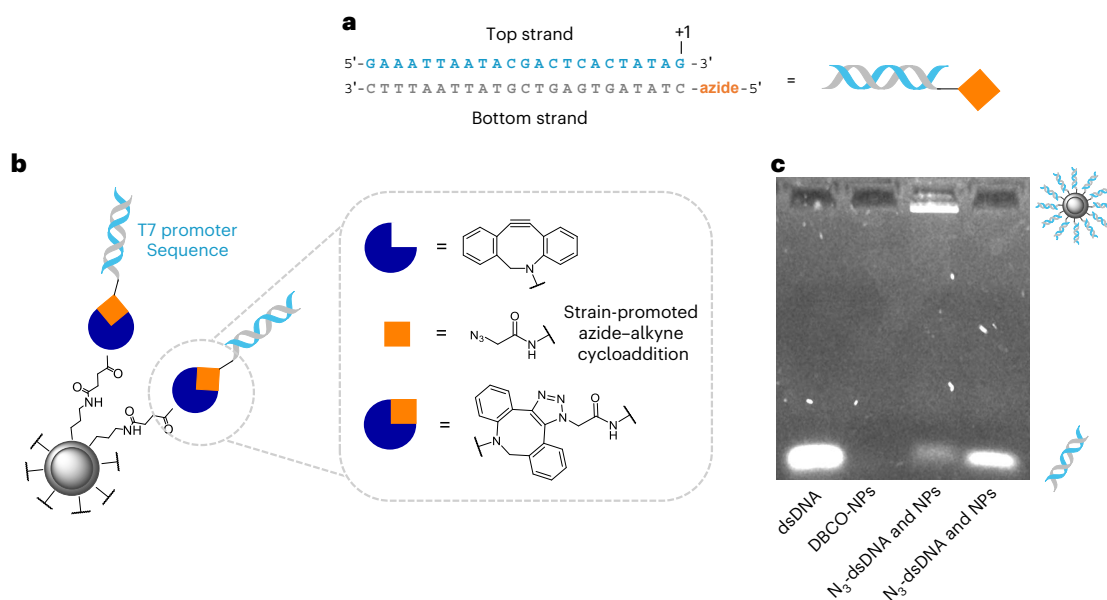 a
Top strand
+1
5'-GAAATTAATACGACTCACTATAG-3'
3'-CTTTAATTATGCTGAGTGATATC-azide-5'
=
Bottom strand
b
T7 promoter
Sequence
O
O
NH
O
NH
O
=
N
=
N3
O
N
H
Strain-promoted
azide–alkyne
cycloaddition
=
N
N
N
N
O
N
H
N
c
dsDNA
DBCO-NPs
N3-dsDNA and NPs
N3-dsDNA and NPs